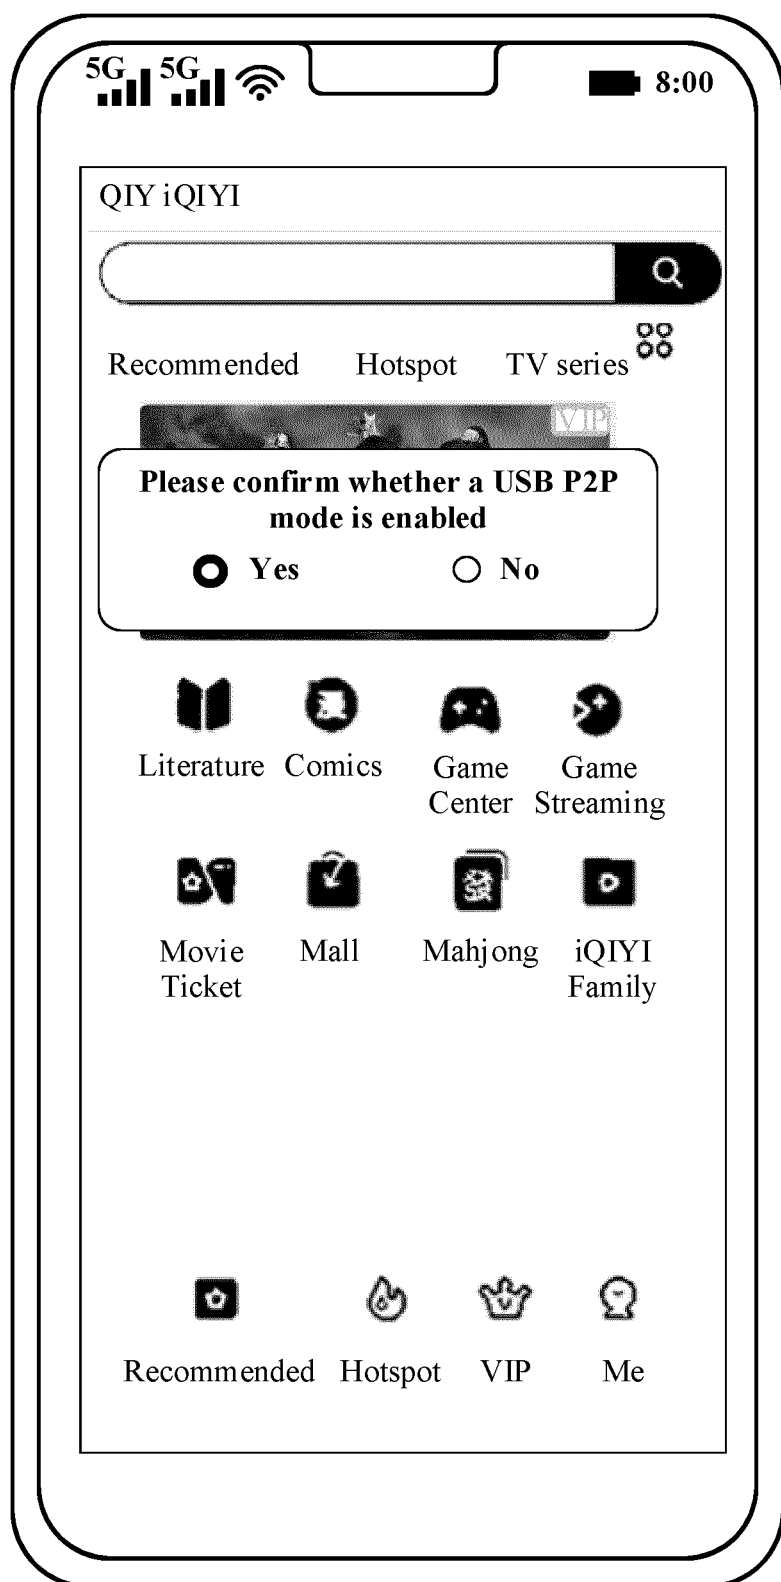 5G 5G 8:00
QIY iQIYI
Recommended Hotspot TV series
VIP
Please confirm whether a USB P2P
mode is enabled
Yes No
Literature Comics Game Game
Center Streaming
Movie Mall Mahjong iQIYI
Ticket Family
Recommended Hotspot VIP Me